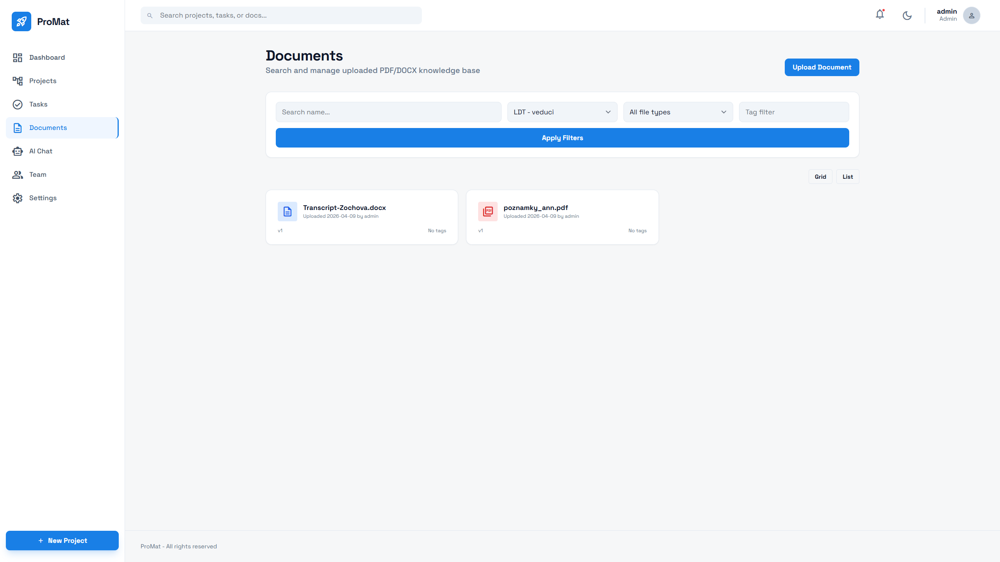 ProMat
Dashboard
Projects
Tasks
Documents
AI Chat
Team
Settings
+ New Project
Search projects, tasks, or docs...
admin
Admin
Documents
Search and manage uploaded PDF/DOCX knowledge base
Upload Document
Search name...
LDT - veduci
All file types
Tag filter
Apply Filters
Grid
List
Transcript-Zochova.docx
Uploaded 2026-04-09 by admin
v1
No tags
PDF
poznamky_ann.pdf
Uploaded 2026-04-09 by admin
v1
No tags
ProMat - All rights reserved